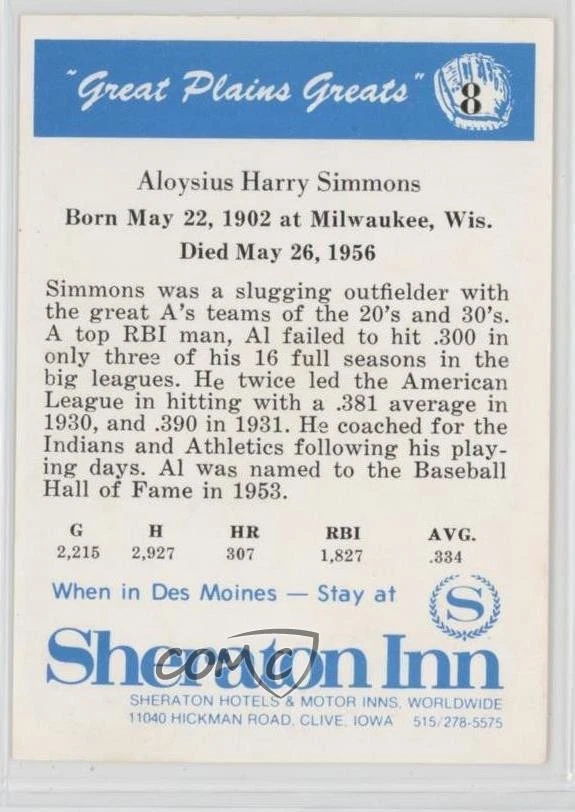 "Great Plains Greats" 8
Aloysius Harry Simmons
Born May 22, 1902 at Milwaukee, Wis.
Died May 26, 1956
Simmons was a slugging outfielder with
the great A's teams of the 20's and 30's.
A top RBI man, Al failed to hit .300 in
only three of his 16 full seasons in the
big leagues. He twice led the American
League in hitting with a .381 average in
1930, and .390 in 1931. He coached for the
Indians and Athletics following his play-
ing days. Al was named to the Baseball
Hall of Fame in 1953.
G H HR RBI AVG.
2,215 2,927 307 1,827 .334
When in Des Moines — Stay at
S
Sheraton Inn
COMC
SHERATON HOTELS & MOTOR INNS, WORLDWIDE
11040 HICKMAN ROAD, CLIVE, IOWA 515/278-5575